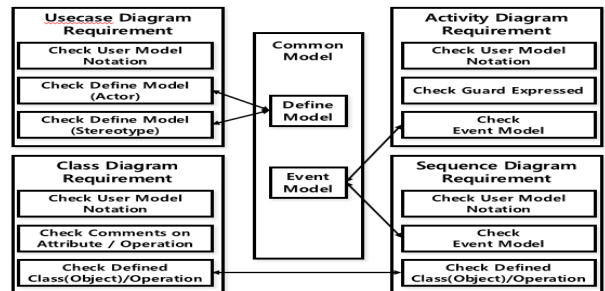 Usecase Diagram
Requirement
Check User Model
Notation
Check Define Model
(Actor)
Check Define Model
(Stereotype)
Class Diagram
Requirement
Check User Model
Notation
Check Comments on
Attribute / Operation
Check Defined
Class(Object)/Operation
Common
Model
Define
Model
Event
Model
Activity Diagram
Requirement
Check User Model
Notation
Check Guard Expressed
Check
Event Model
Sequence Diagram
Requirement
Check User Model
Notation
Check
Event Model
Check Defined
Class(Object)/Operation